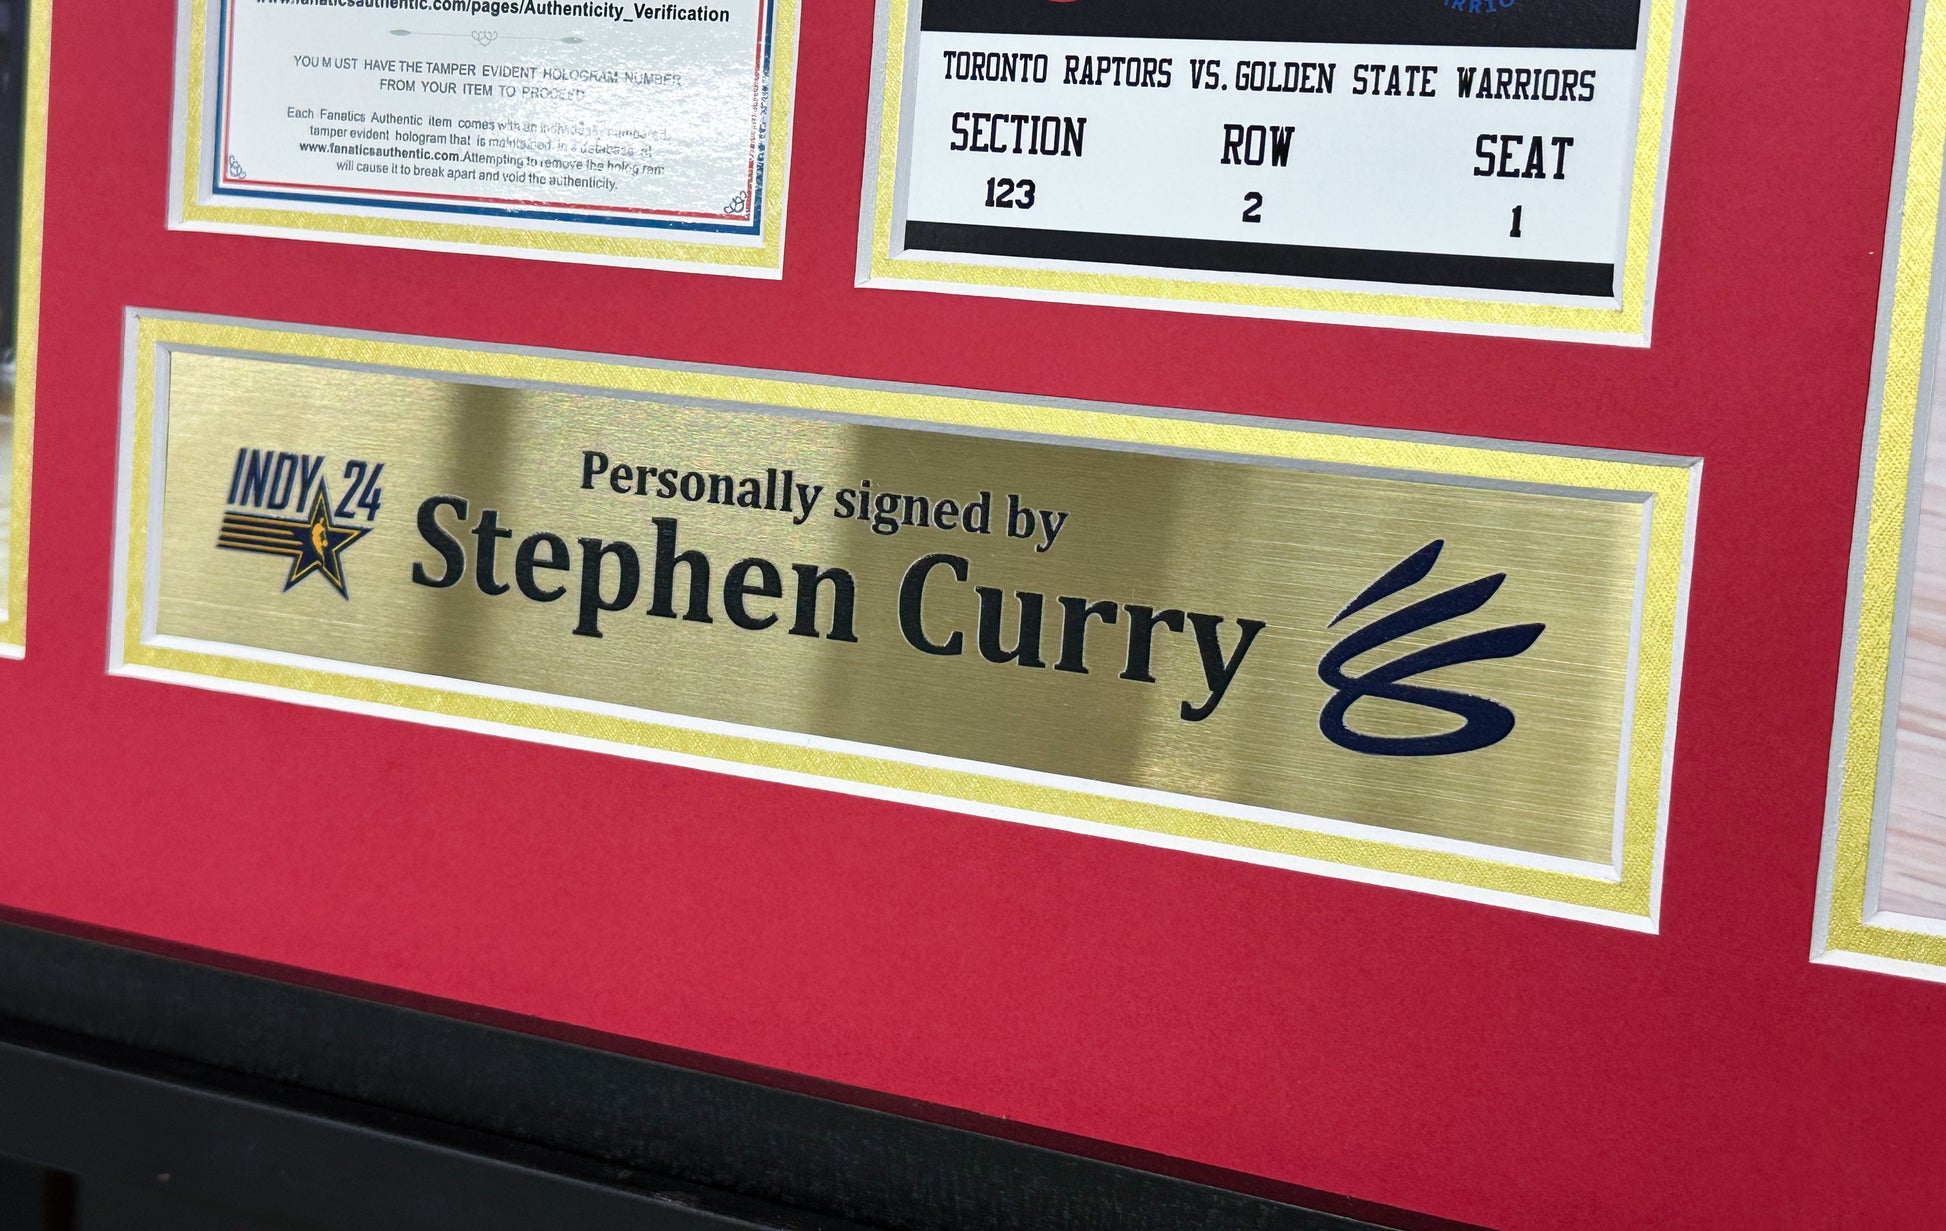 www.fanaticsauthentic.com/pages/Authenticity_Verification
YOU MUST HAVE THE TAMPER EVIDENT HOLOGRAM NUMBER
FROM YOUR ITEM TO PROCEED
Each Fanatics Authentic item comes with an individually numbered,
tamper evident hologram that is maintained in a database at
www.fanaticsauthentic.com. Attempting to remove the hologram
will cause it to break apart and void the authenticity.
TORONTO RAPTORS VS. GOLDEN STATE WARRIORS
SECTION ROW SEAT
123 2 1
INDY 24
Personally signed by
Stephen Curry